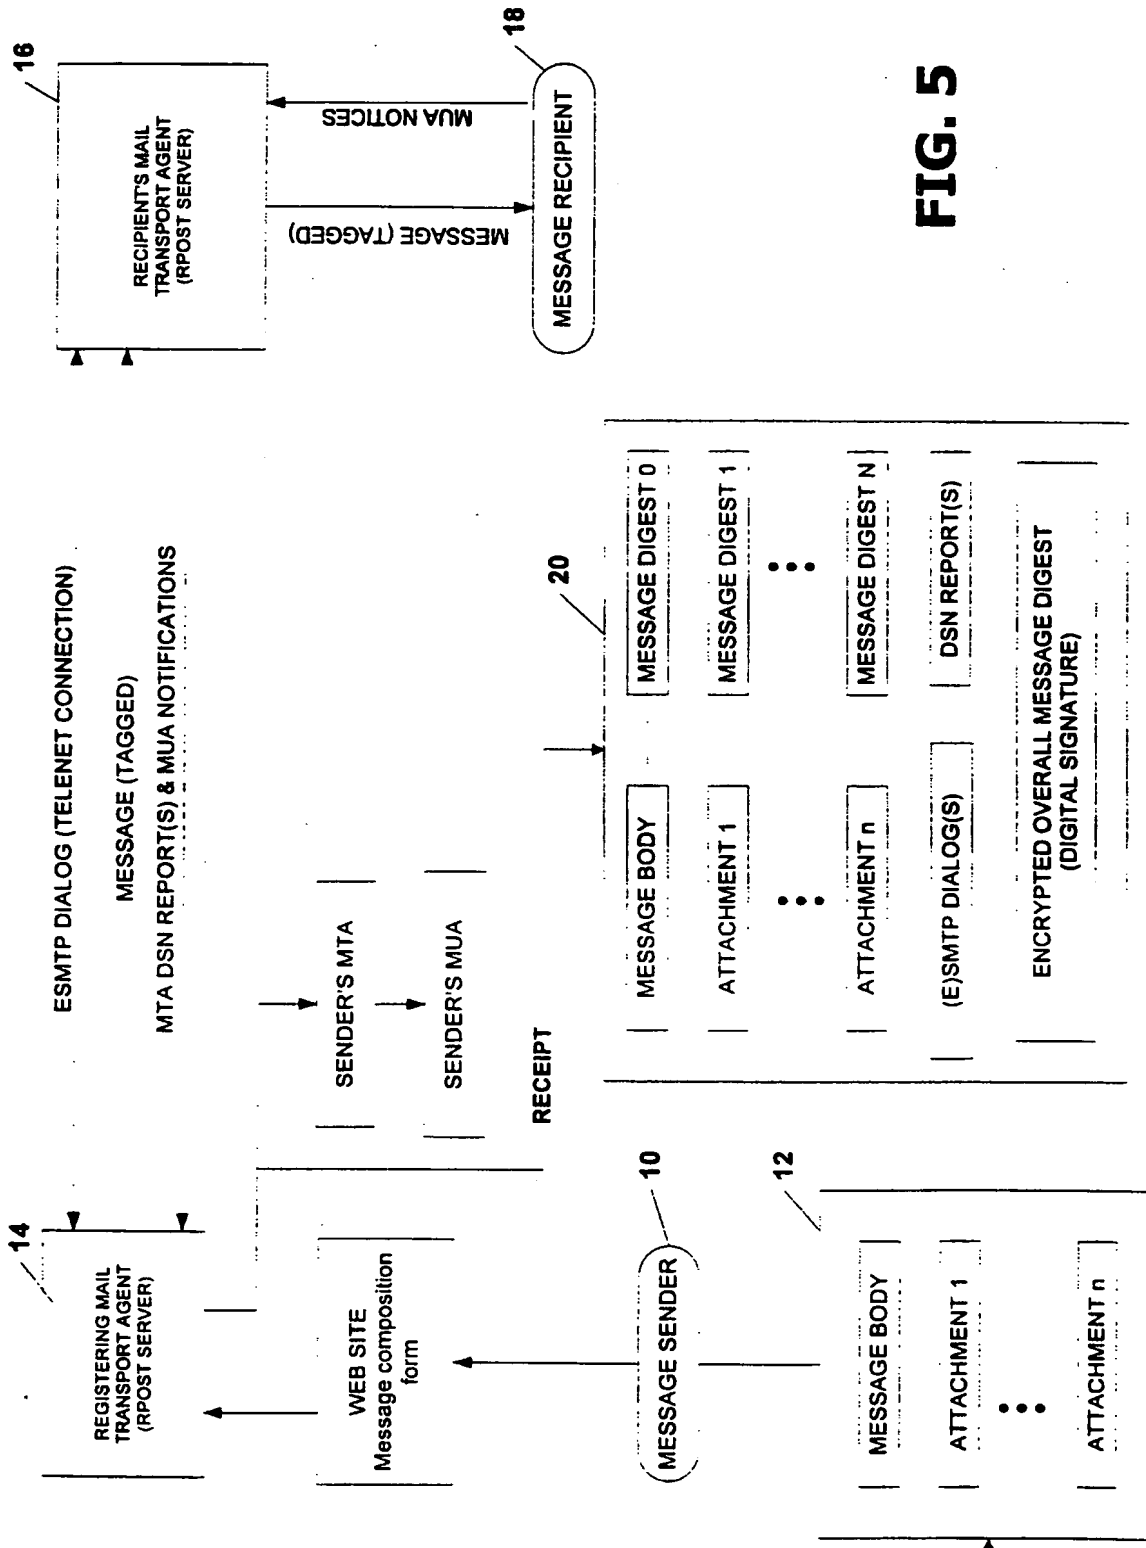 14
REGISTERING MAIL
TRANSPORT AGENT
(RPOST SERVER)
ESMTP DIALOG (TELENET CONNECTION)
MESSAGE (TAGGED)
MTA DSN REPORT(S) & MUA NOTIFICATIONS
16
RECIPIENT'S MAIL
TRANSPORT AGENT
(RPOST SERVER)
WEB SITE
Message composition
form
SENDER'S MTA
SENDER'S MUA
RECEIPT
MESSAGE (TAGGED)
MUA NOTICES
18
MESSAGE RECIPIENT
10
MESSAGE SENDER
12
MESSAGE BODY
ATTACHMENT 1
ATTACHMENT n
20
MESSAGE BODY
MESSAGE DIGEST 0
ATTACHMENT 1
MESSAGE DIGEST 1
ATTACHMENT n
MESSAGE DIGEST N
(E)SMTP DIALOG(S)
DSN REPORT(S)
ENCRYPTED OVERALL MESSAGE DIGEST
(DIGITAL SIGNATURE)
FIG. 5